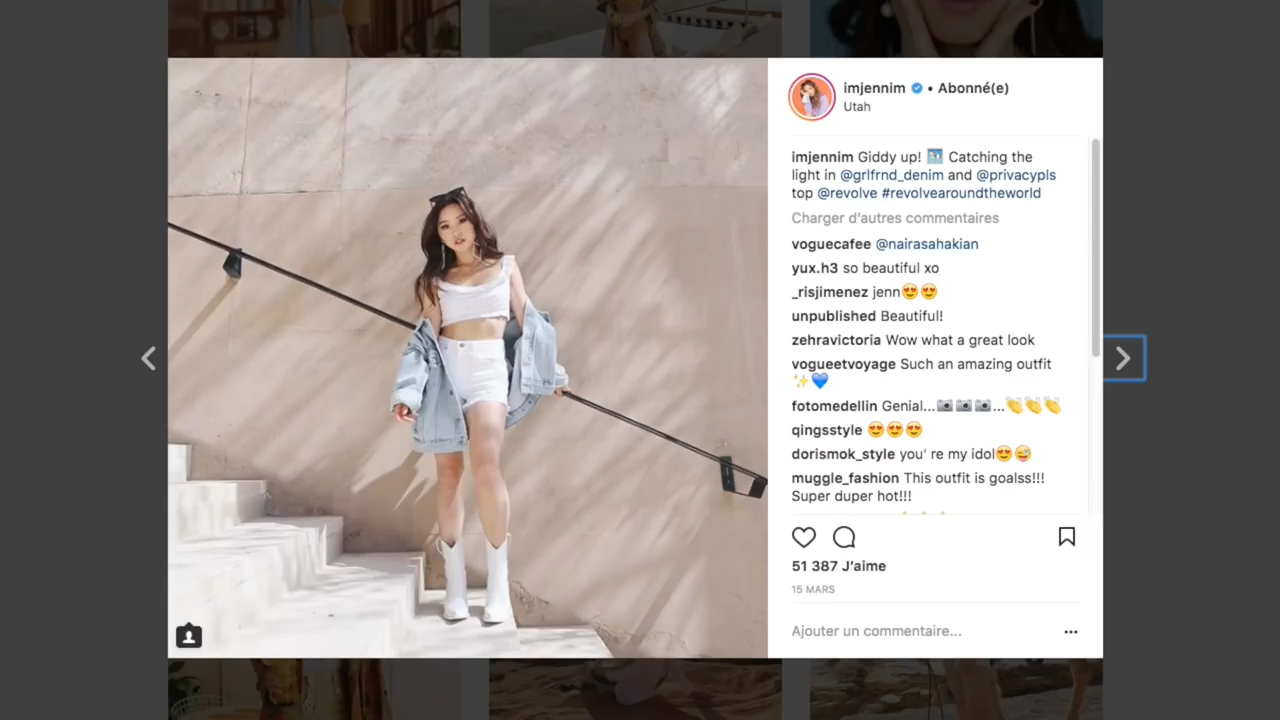 imjennim • Abonné(e)
Utah
imjennim Giddy up! 🎌 Catching the
light in @grlfrnd_denim and @privacypls
top @revolve #revolvearoundtheworld
Charger d'autres commentaires
voguecafee @nairasahakian
yux.h3 so beautiful xo
_risjimenez jenn😍😍
unpublished Beautiful!
zehravictoria Wow what a great look
vogueetvoyage Such an amazing outfit
✨💙
fotomedellin Genial...📷📷📷...👏👏👏
qingsstyle 😍😍😍
dorismok_style you' re my idol😍😜
muggle_fashion This outfit is goalss!!!
Super duper hot!!!
51 387 J'aime
15 MARS
Ajouter un commentaire...